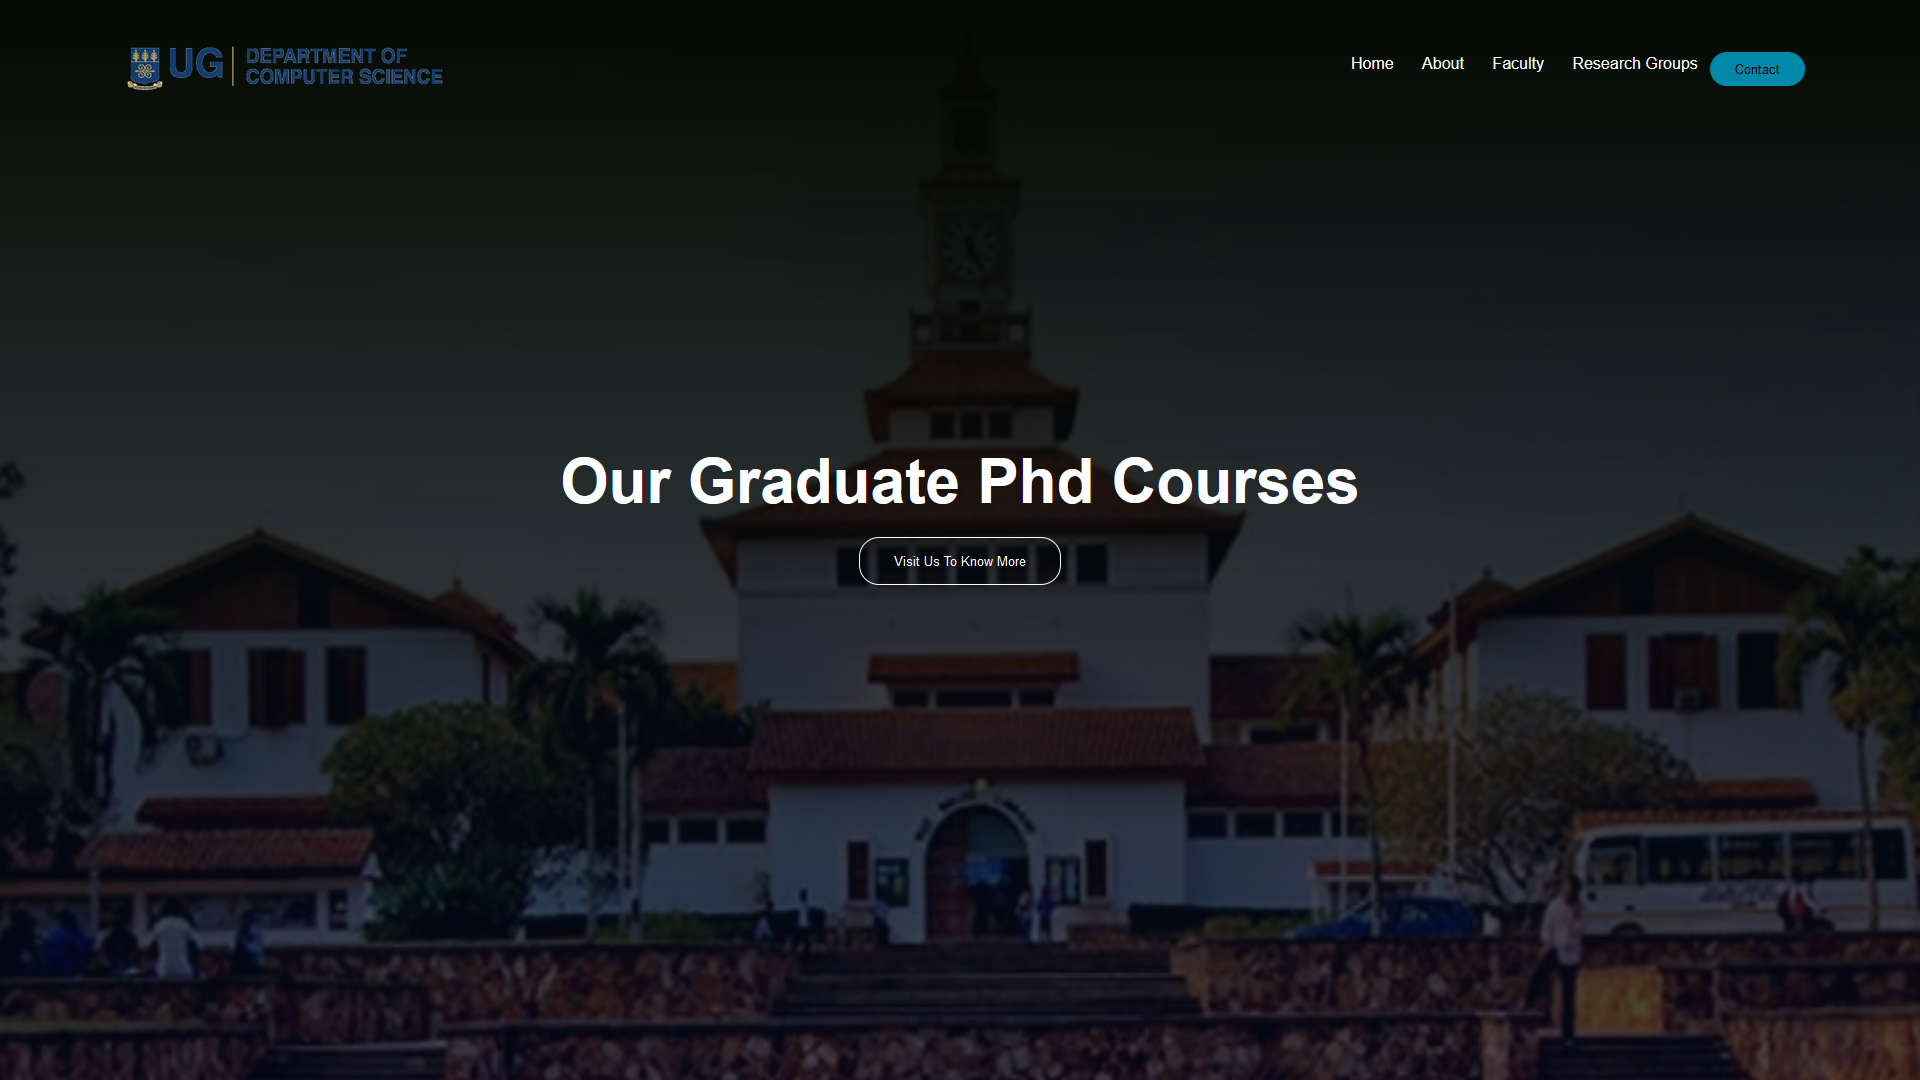 UG
DEPARTMENT OF
COMPUTER SCIENCE
Home
About
Faculty
Research Groups
Contact
Our Graduate Phd Courses
Visit Us To Know More